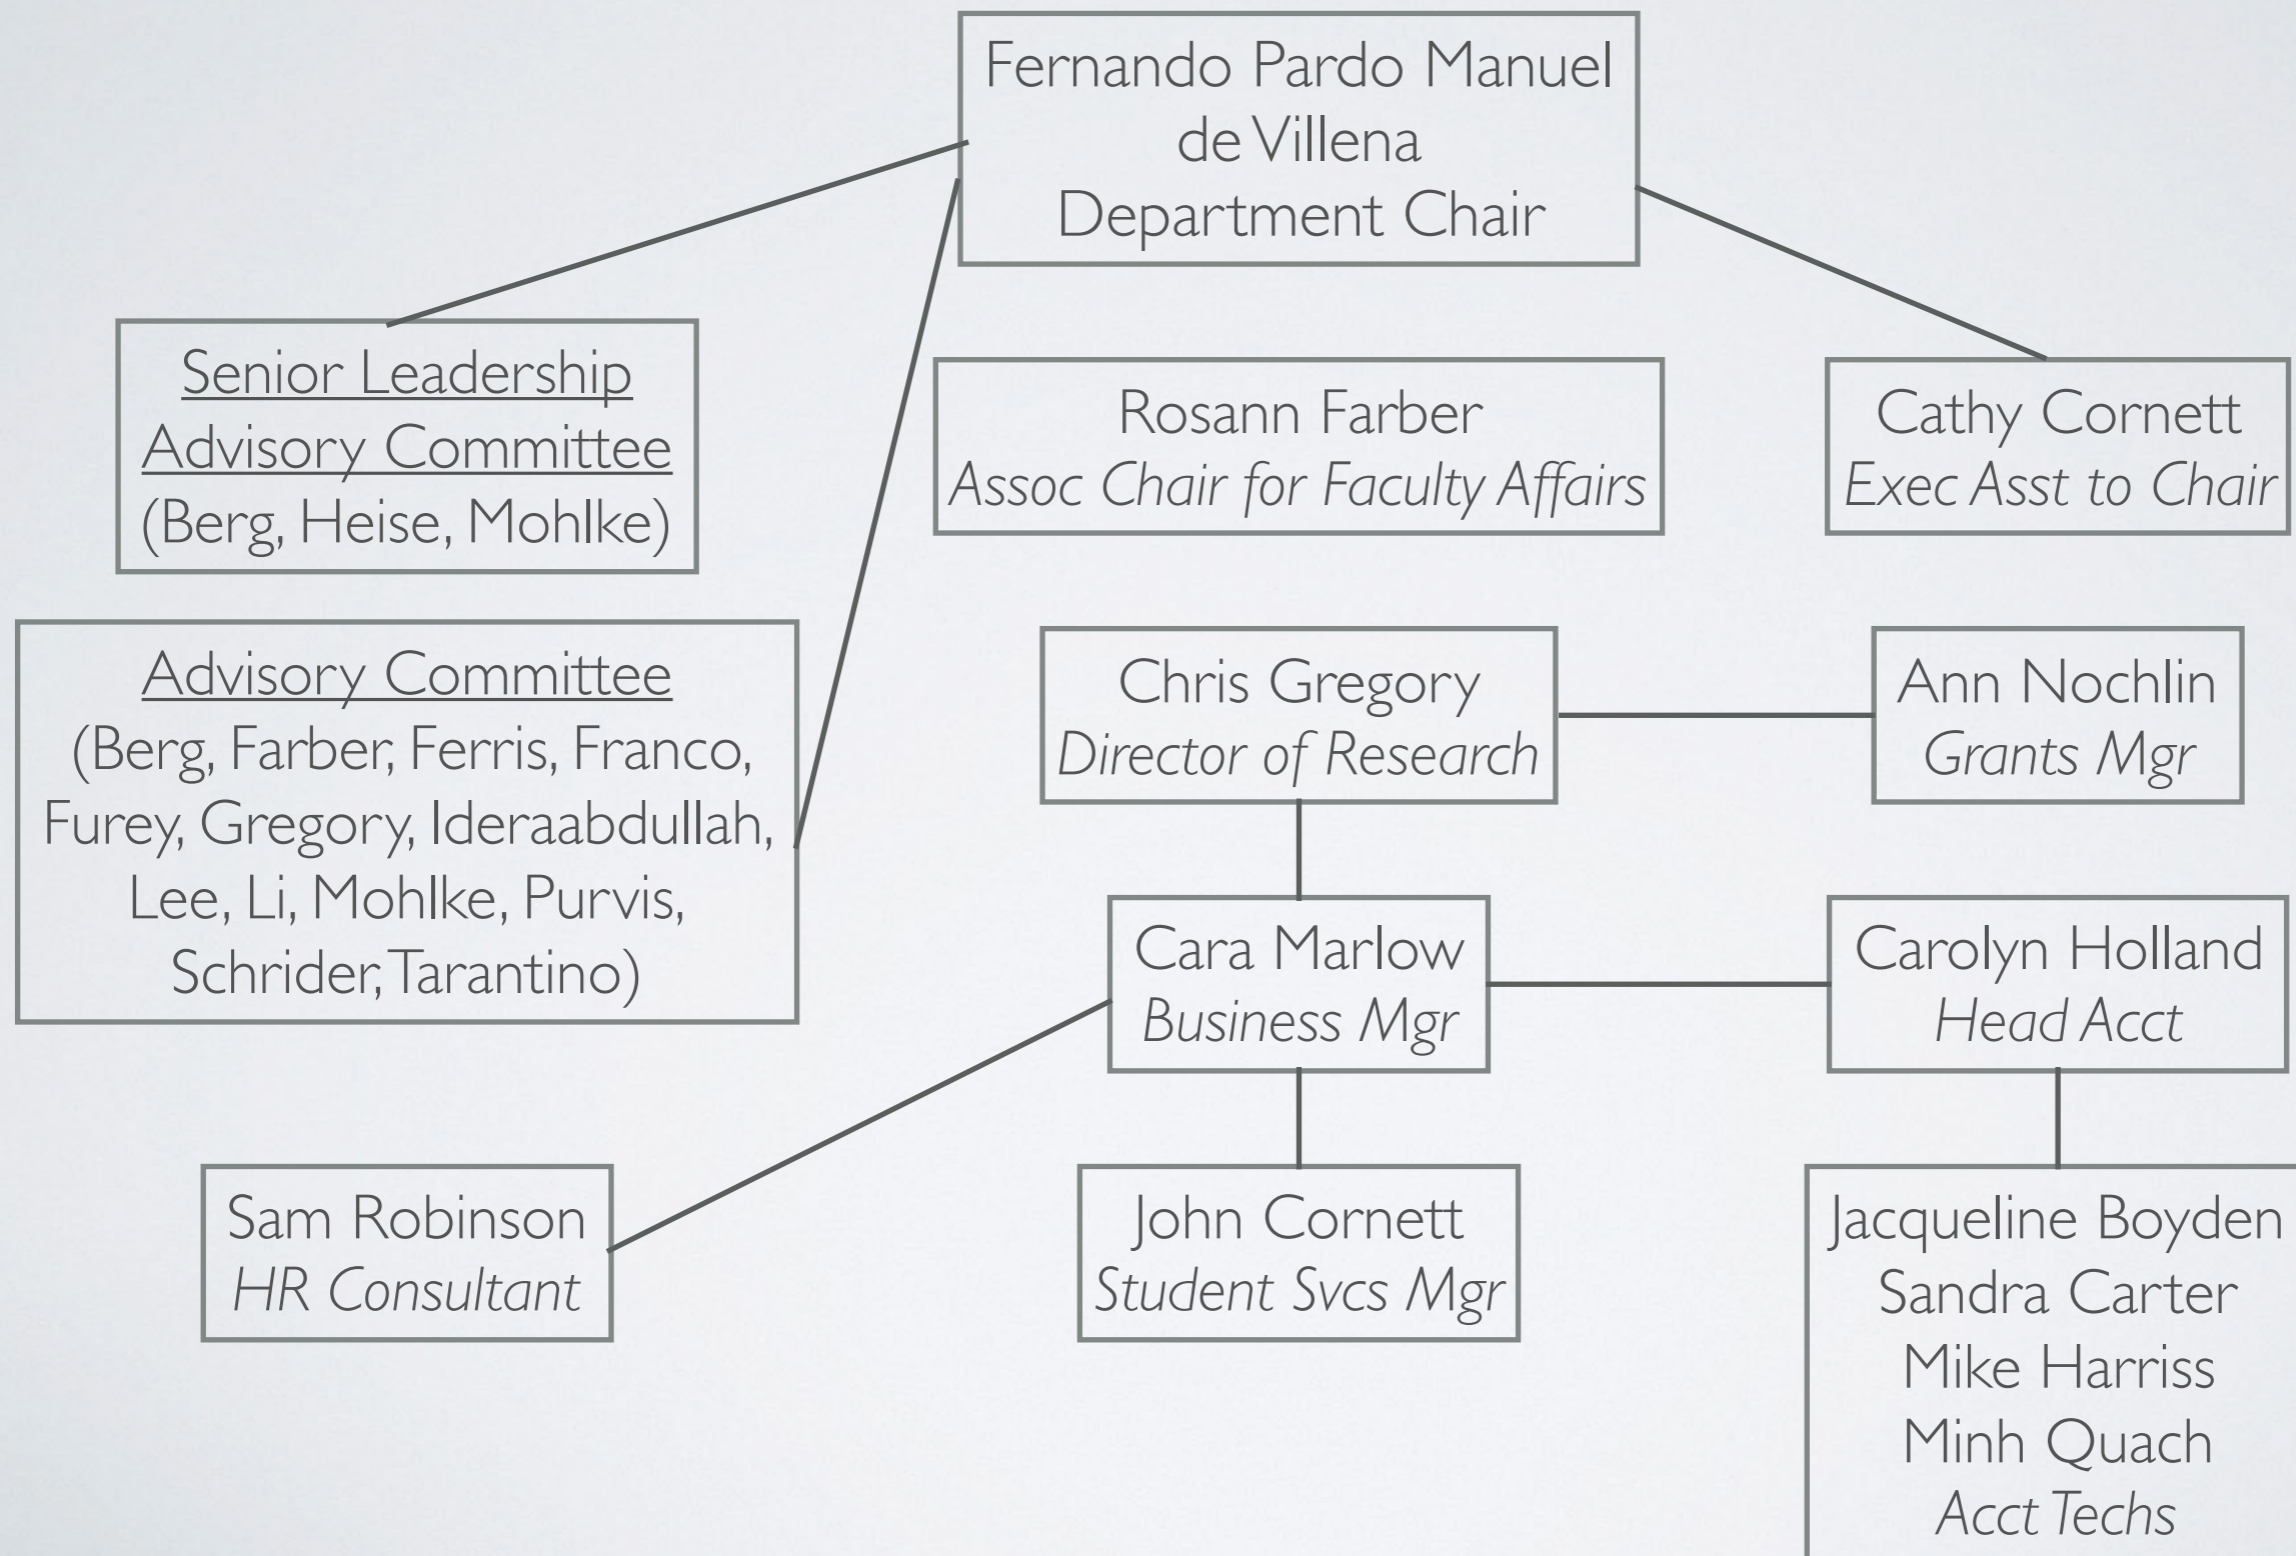 Fernando Pardo Manuel
de Villena
Department Chair
Senior Leadership
Advisory Committee
(Berg, Heise, Mohlke)
Rosann Farber
Assoc Chair for Faculty Affairs
Cathy Cornett
Exec Asst to Chair
Advisory Committee
(Berg, Farber, Ferris, Franco,
Furey, Gregory, Ideraabdullah,
Lee, Li, Mohlke, Purvis,
Schrider, Tarantino)
Chris Gregory
Director of Research
Ann Nochlin
Grants Mgr
Cara Marlow
Business Mgr
Carolyn Holland
Head Acct
Sam Robinson
HR Consultant
John Cornett
Student Svcs Mgr
Jacqueline Boyden
Sandra Carter
Mike Harriss
Minh Quach
Acct Techs